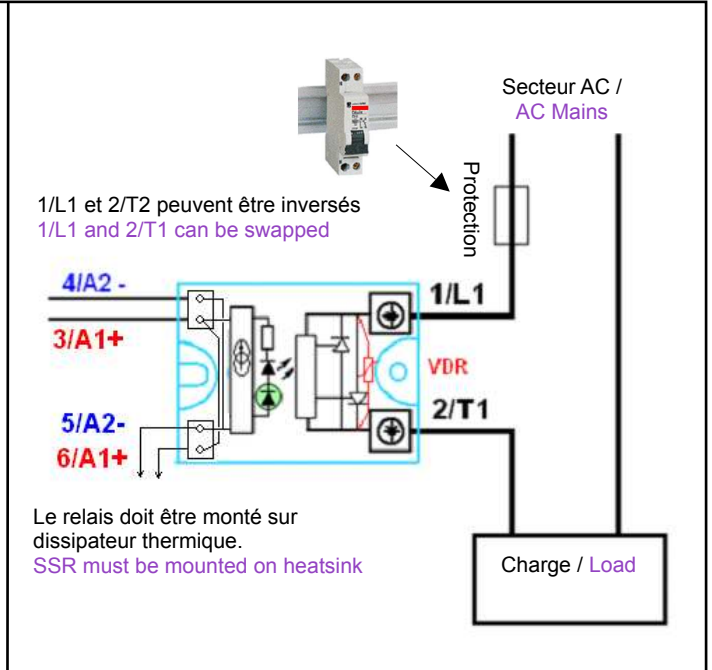 Secteur AC /
AC Mains
Protection
1/L1 et 2/T2 peuvent être inversés
1/L1 and 2/T1 can be swapped
4/A2 -
3/A1+
1/L1
VDR
5/A2-
6/A1+
2/T1
Le relais doit être monté sur
dissipateur thermique.
SSR must be mounted on heatsink
Charge / Load